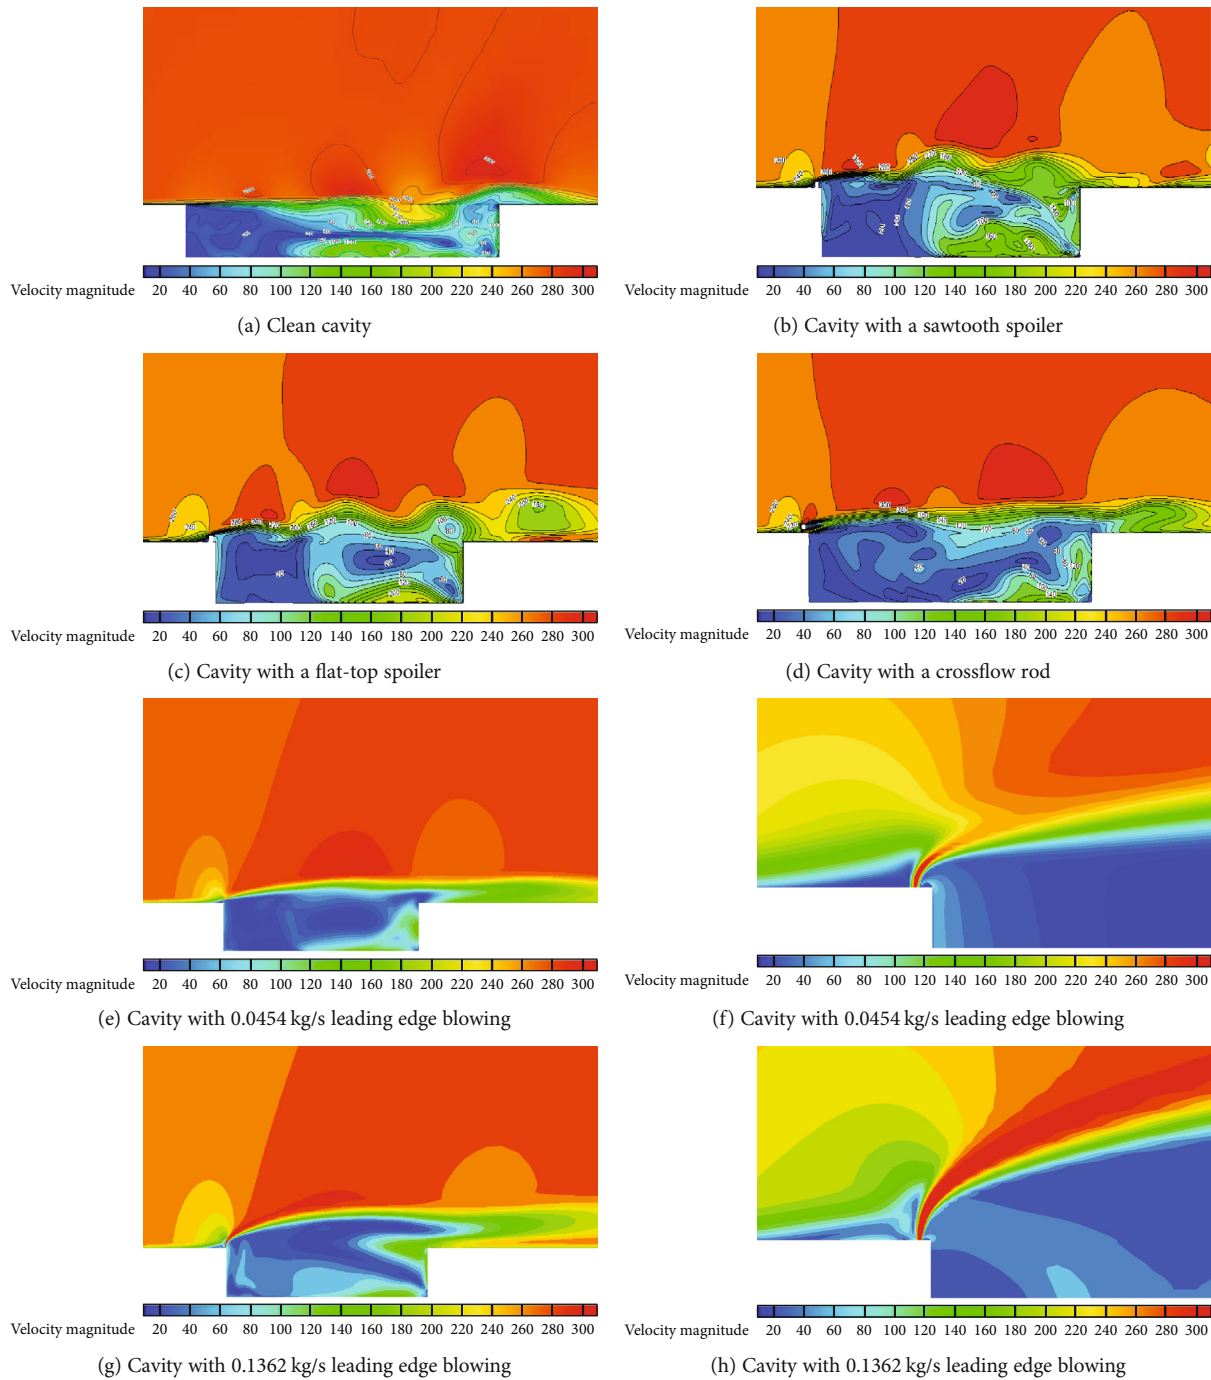 Velocity magnitude 20 40 60 80 100 120 140 160 180 200 220 240 260 280 300
(a) Clean cavity
Velocity magnitude 20 40 60 80 100 120 140 160 180 200 220 240 260 280 300
(b) Cavity with a sawtooth spoiler
Velocity magnitude 20 40 60 80 100 120 140 160 180 200 220 240 260 280 300
(c) Cavity with a flat-top spoiler
Velocity magnitude 20 40 60 80 100 120 140 160 180 200 220 240 260 280 300
(d) Cavity with a crossflow rod
Velocity magnitude 20 40 60 80 100 120 140 160 180 200 220 240 260 280 300
(e) Cavity with 0.0454 kg/s leading edge blowing
Velocity magnitude 20 40 60 80 100 120 140 160 180 200 220 240 260 280 300
(f) Cavity with 0.0454 kg/s leading edge blowing
Velocity magnitude 20 40 60 80 100 120 140 160 180 200 220 240 260 280 300
(g) Cavity with 0.1362 kg/s leading edge blowing
Velocity magnitude 20 40 60 80 100 120 140 160 180 200 220 240 260 280 300
(h) Cavity with 0.1362 kg/s leading edge blowing